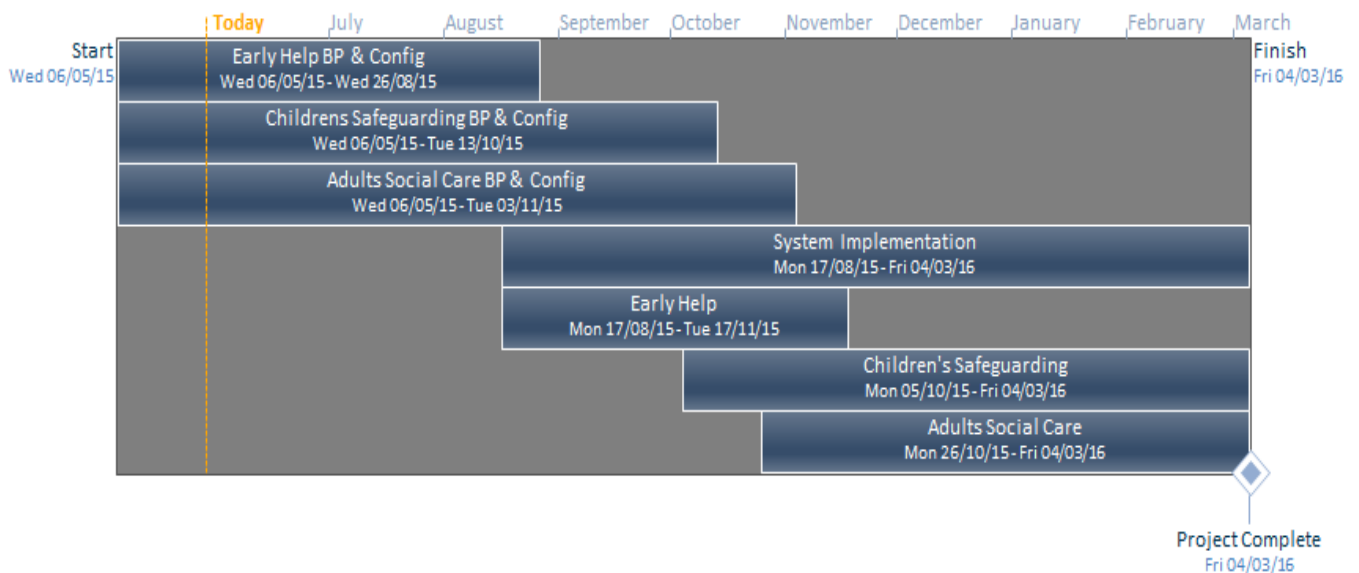 Today July August September October November December January February March
Start
Wed 06/05/15
Finish
Fri 04/03/16
Early Help BP & Config
Wed 06/05/15 - Wed 26/08/15
Childrens Safeguarding BP & Config
Wed 06/05/15 - Tue 13/10/15
Adults Social Care BP & Config
Wed 06/05/15 - Tue 03/11/15
System Implementation
Mon 17/08/15 - Fri 04/03/16
Early Help
Mon 17/08/15 - Tue 17/11/15
Children's Safeguarding
Mon 05/10/15 - Fri 04/03/16
Adults Social Care
Mon 26/10/15 - Fri 04/03/16
Project Complete
Fri 04/03/16